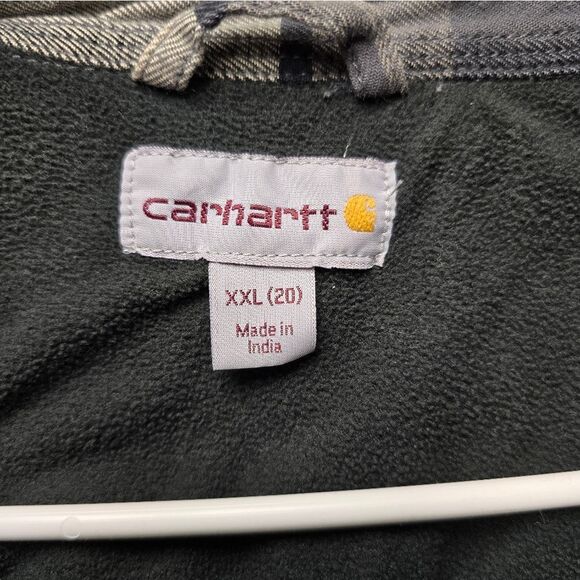 carhartt
XXL (20)
Made in
India